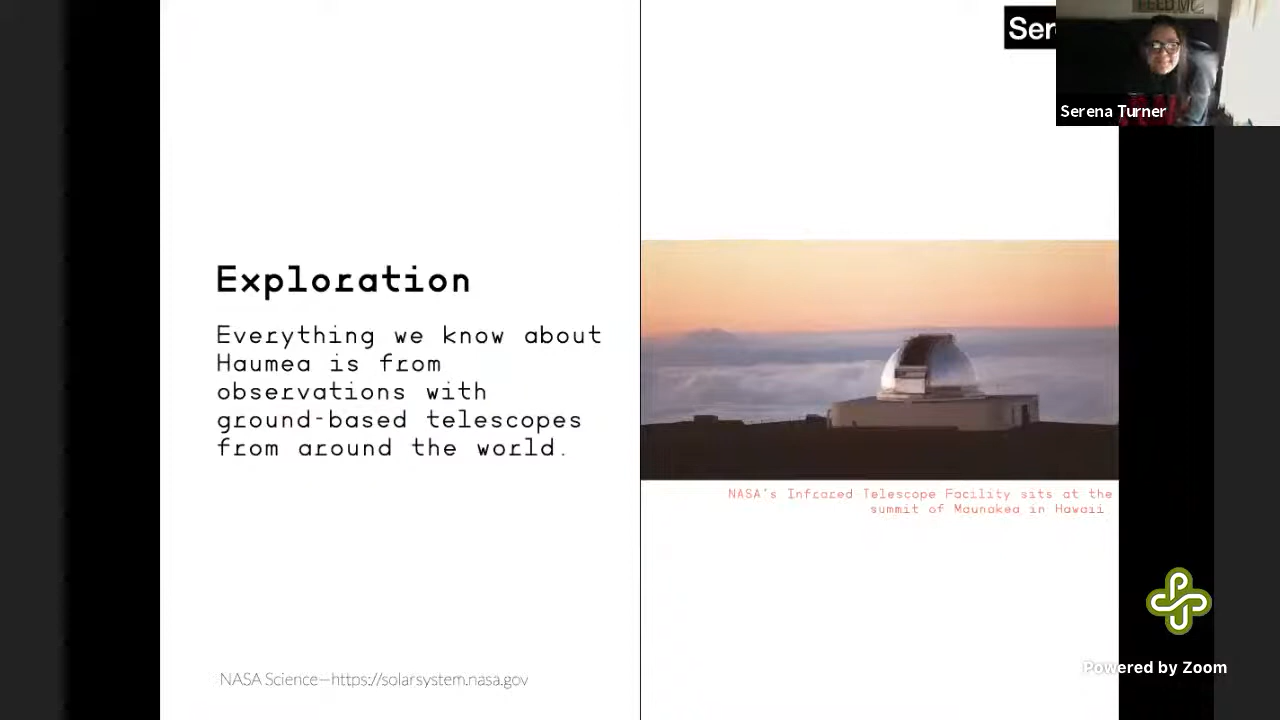 Serena Turner
Exploration
Everything we know about
Haumea is from
observations with
ground-based telescopes
from around the world.
NASA's Infrared Telescope Facility sits at the
summit of Maunakea in Hawaii.
NASA Science—https://solarsystem.nasa.gov
Powered by Zoom